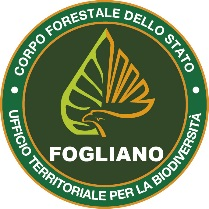 CORPO FORESTALE DELLO STATO
FOGLIANO
UFFICIO TERRITORIALE PER LA BIODIVERSITÀ